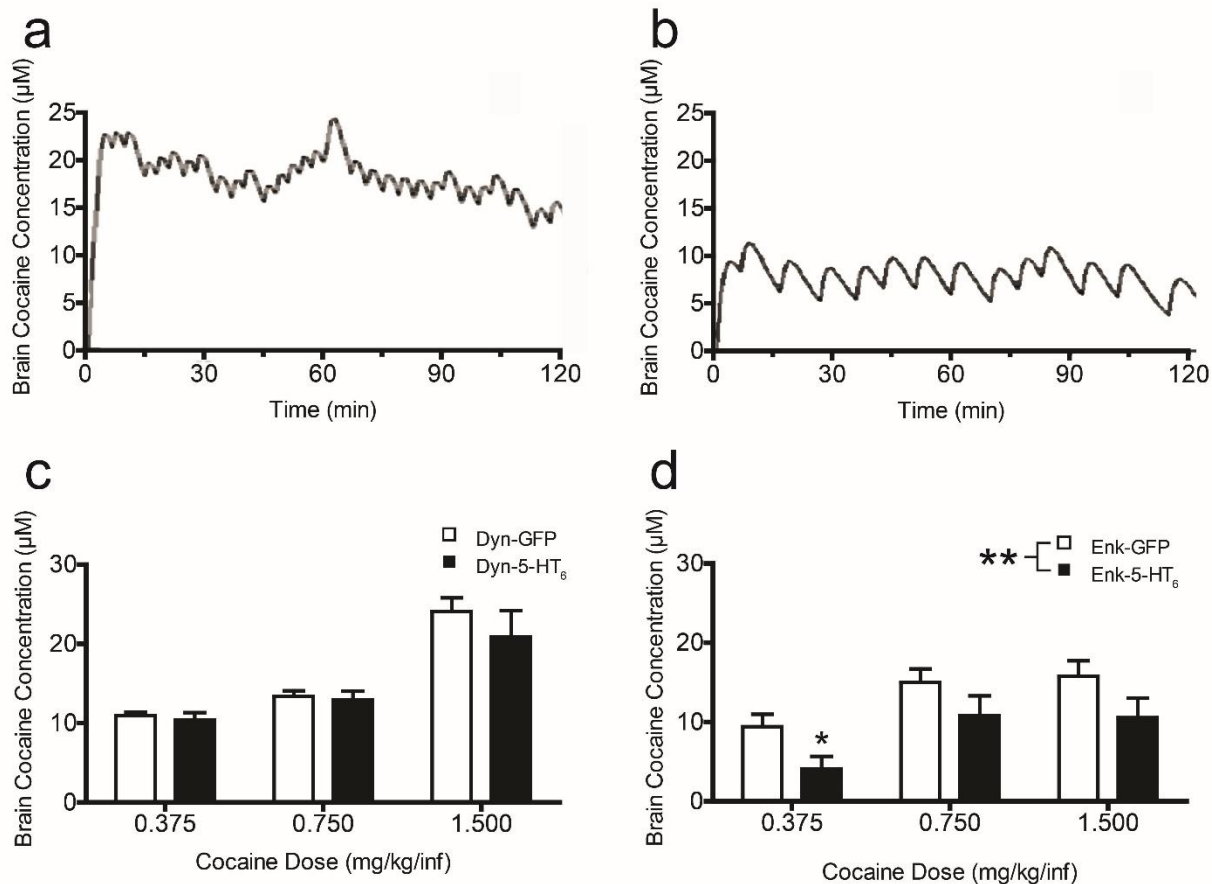 a
Brain Cocaine Concentration (µM)
25
20
15
10
5
0
0 30 60 90 120
Time (min)
b
Brain Cocaine Concentration (µM)
25
20
15
10
5
0
0 30 60 90 120
Time (min)
c
Brain Cocaine Concentration (µM)
30
20
10
0
Dyn-GFP
Dyn-5-HT₆
0.375 0.750 1.500
Cocaine Dose (mg/kg/inf)
d
Brain Cocaine Concentration (µM)
30
20
10
0
** Enk-GFP
Enk-5-HT₆
*
0.375 0.750 1.500
Cocaine Dose (mg/kg/inf)